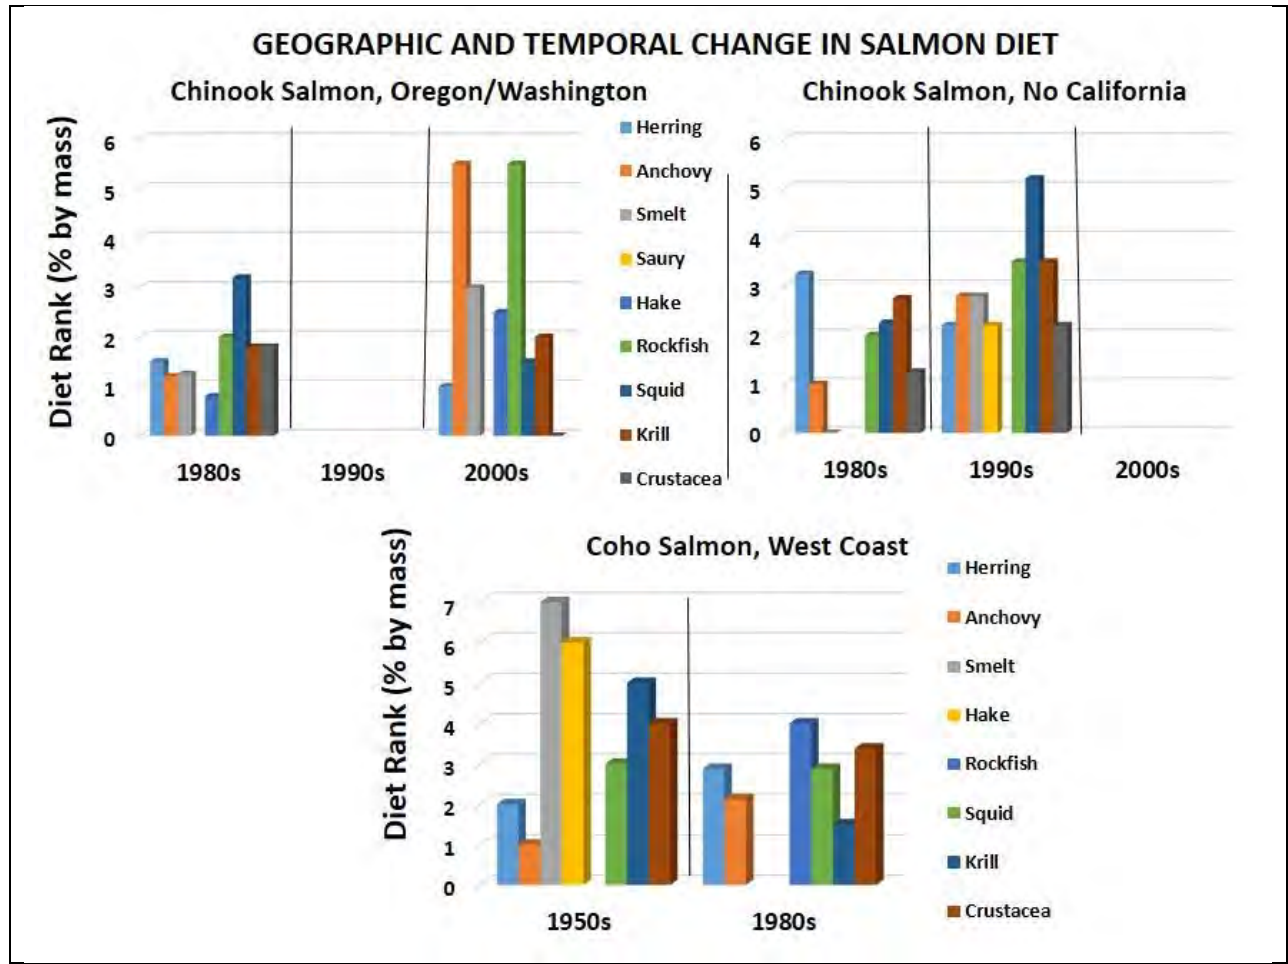 GEOGRAPHIC AND TEMPORAL CHANGE IN SALMON DIET
Chinook Salmon, Oregon/Washington
Diet Rank (% by mass)
6
5
4
3
2
1
0
1980s
1990s
2000s
Herring
Anchovy
Smelt
Saury
Hake
Rockfish
Squid
Krill
Crustacea
Chinook Salmon, No California
6
5
4
3
2
1
0
1980s
1990s
2000s
Coho Salmon, West Coast
Diet Rank (% by mass)
7
6
5
4
3
2
1
0
1950s
1980s
Herring
Anchovy
Smelt
Hake
Rockfish
Squid
Krill
Crustacea